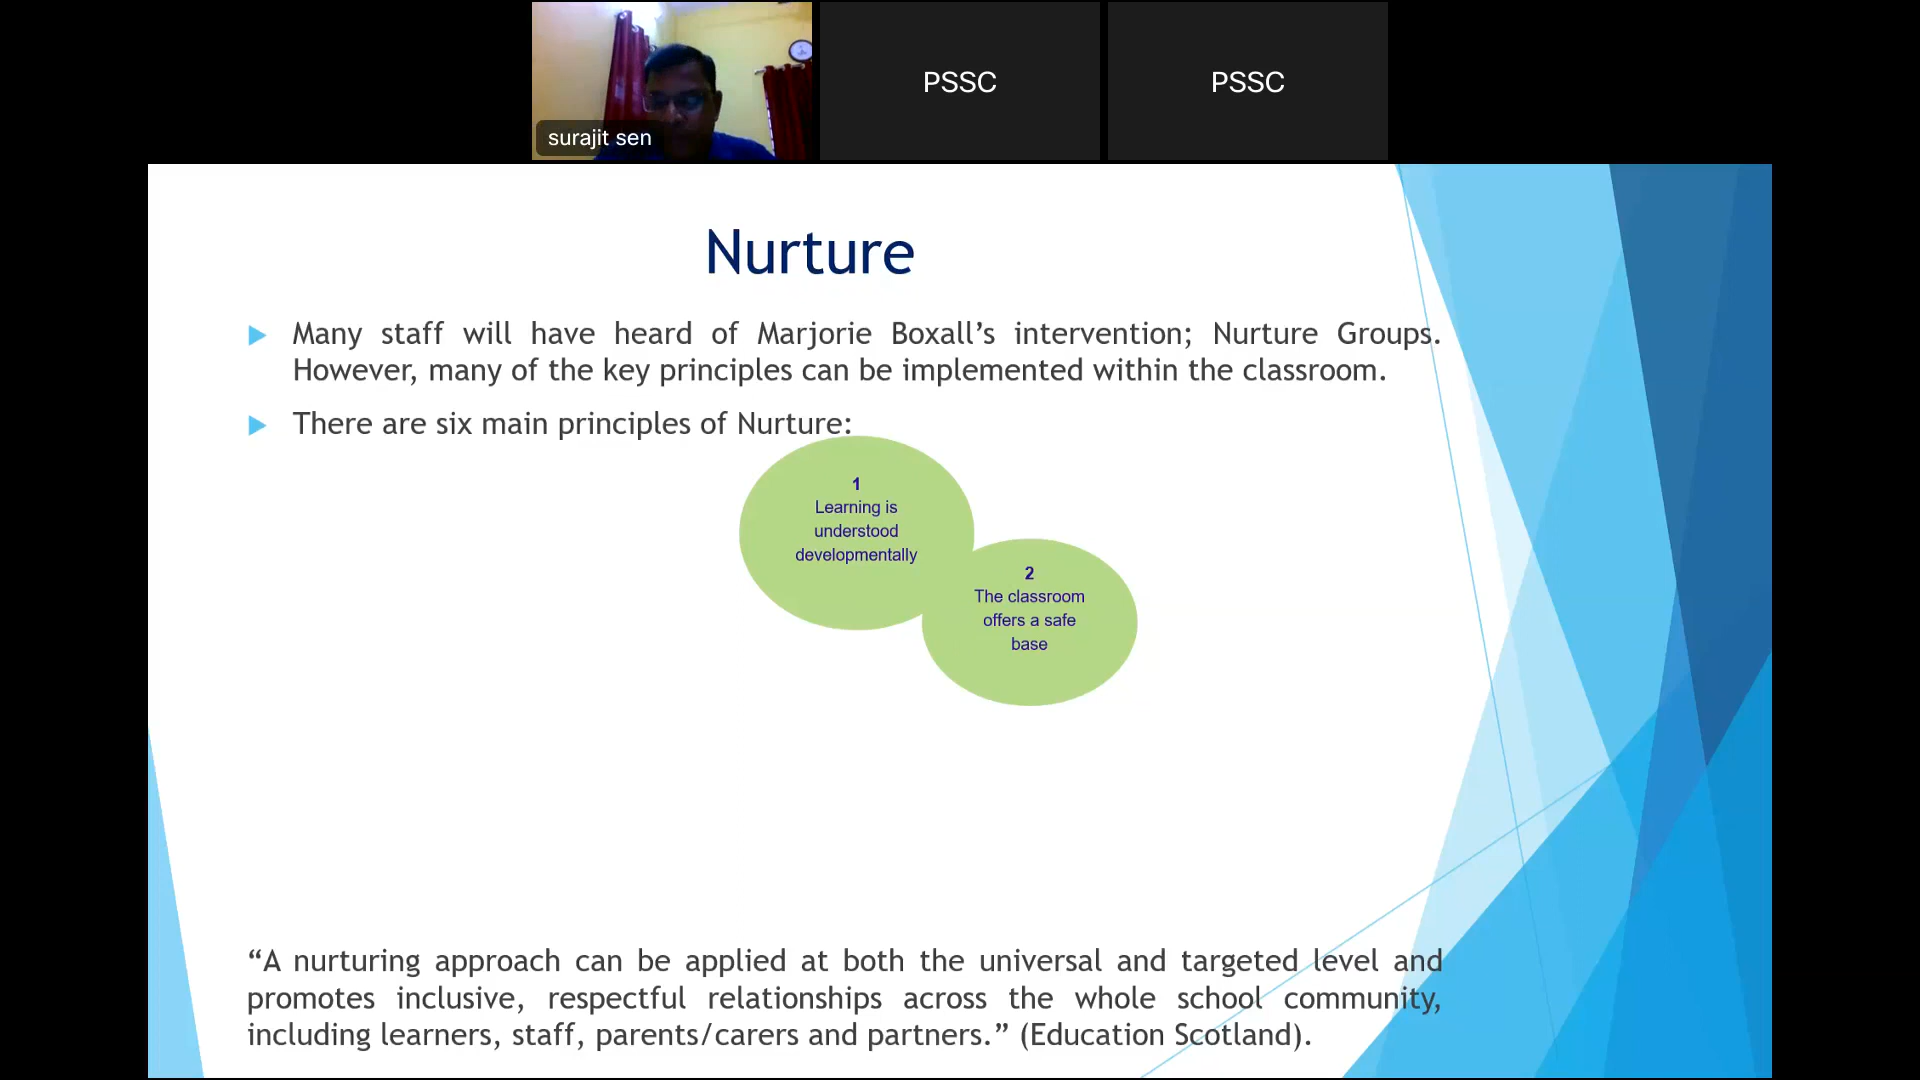 surajit sen
PSSC
PSSC
Nurture
Many staff will have heard of Marjorie Boxall’s intervention; Nurture Groups.
However, many of the key principles can be implemented within the classroom.
There are six main principles of Nurture:
1
Learning is
understood
developmentally
2
The classroom
offers a safe
base
“A nurturing approach can be applied at both the universal and targeted level and
promotes inclusive, respectful relationships across the whole school community,
including learners, staff, parents/carers and partners.” (Education Scotland).